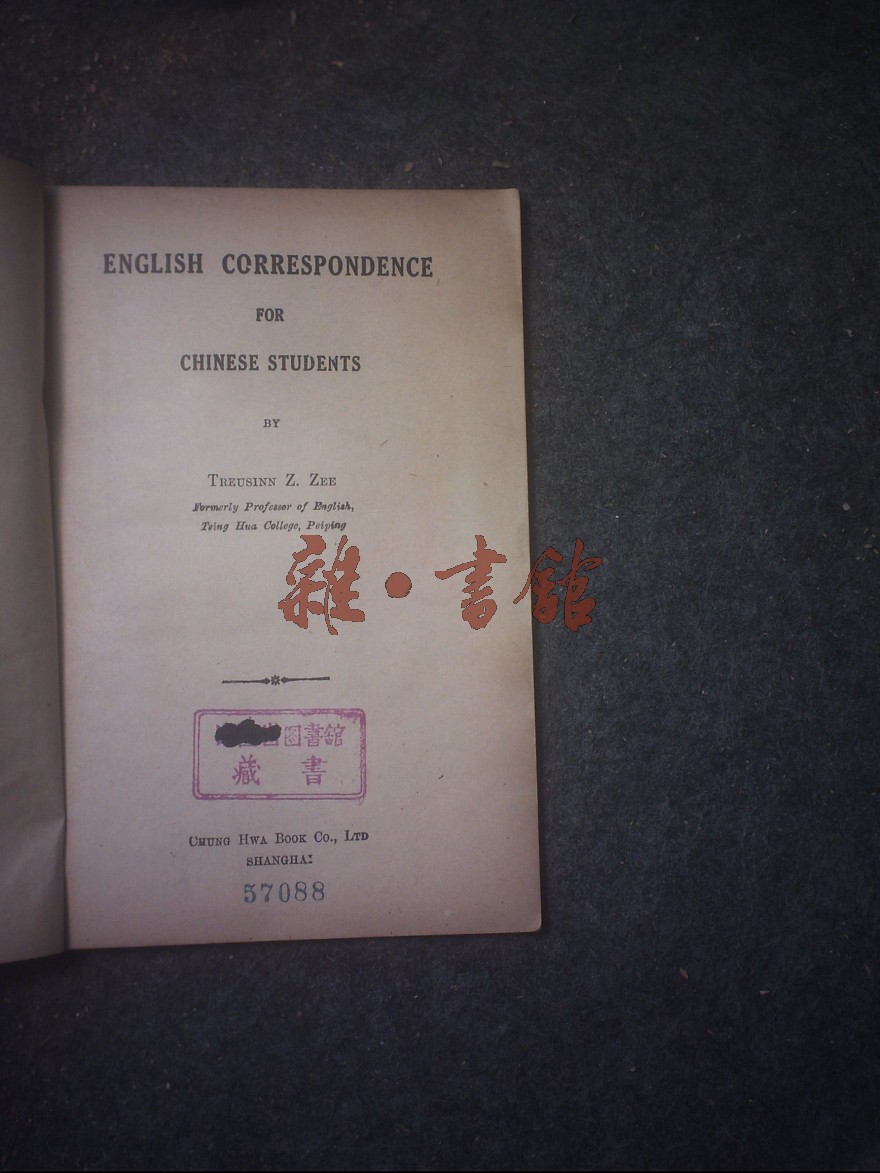 ENGLISH CORRESPONDENCE
FOR
CHINESE STUDENTS
BY
TREUSINN Z. ZEE
Formerly Professor of English,
Tsing Hua College, Peiping
雜·書館
圖書館
藏書
CHUNG HWA BOOK CO., LTD
SHANGHAI
57088